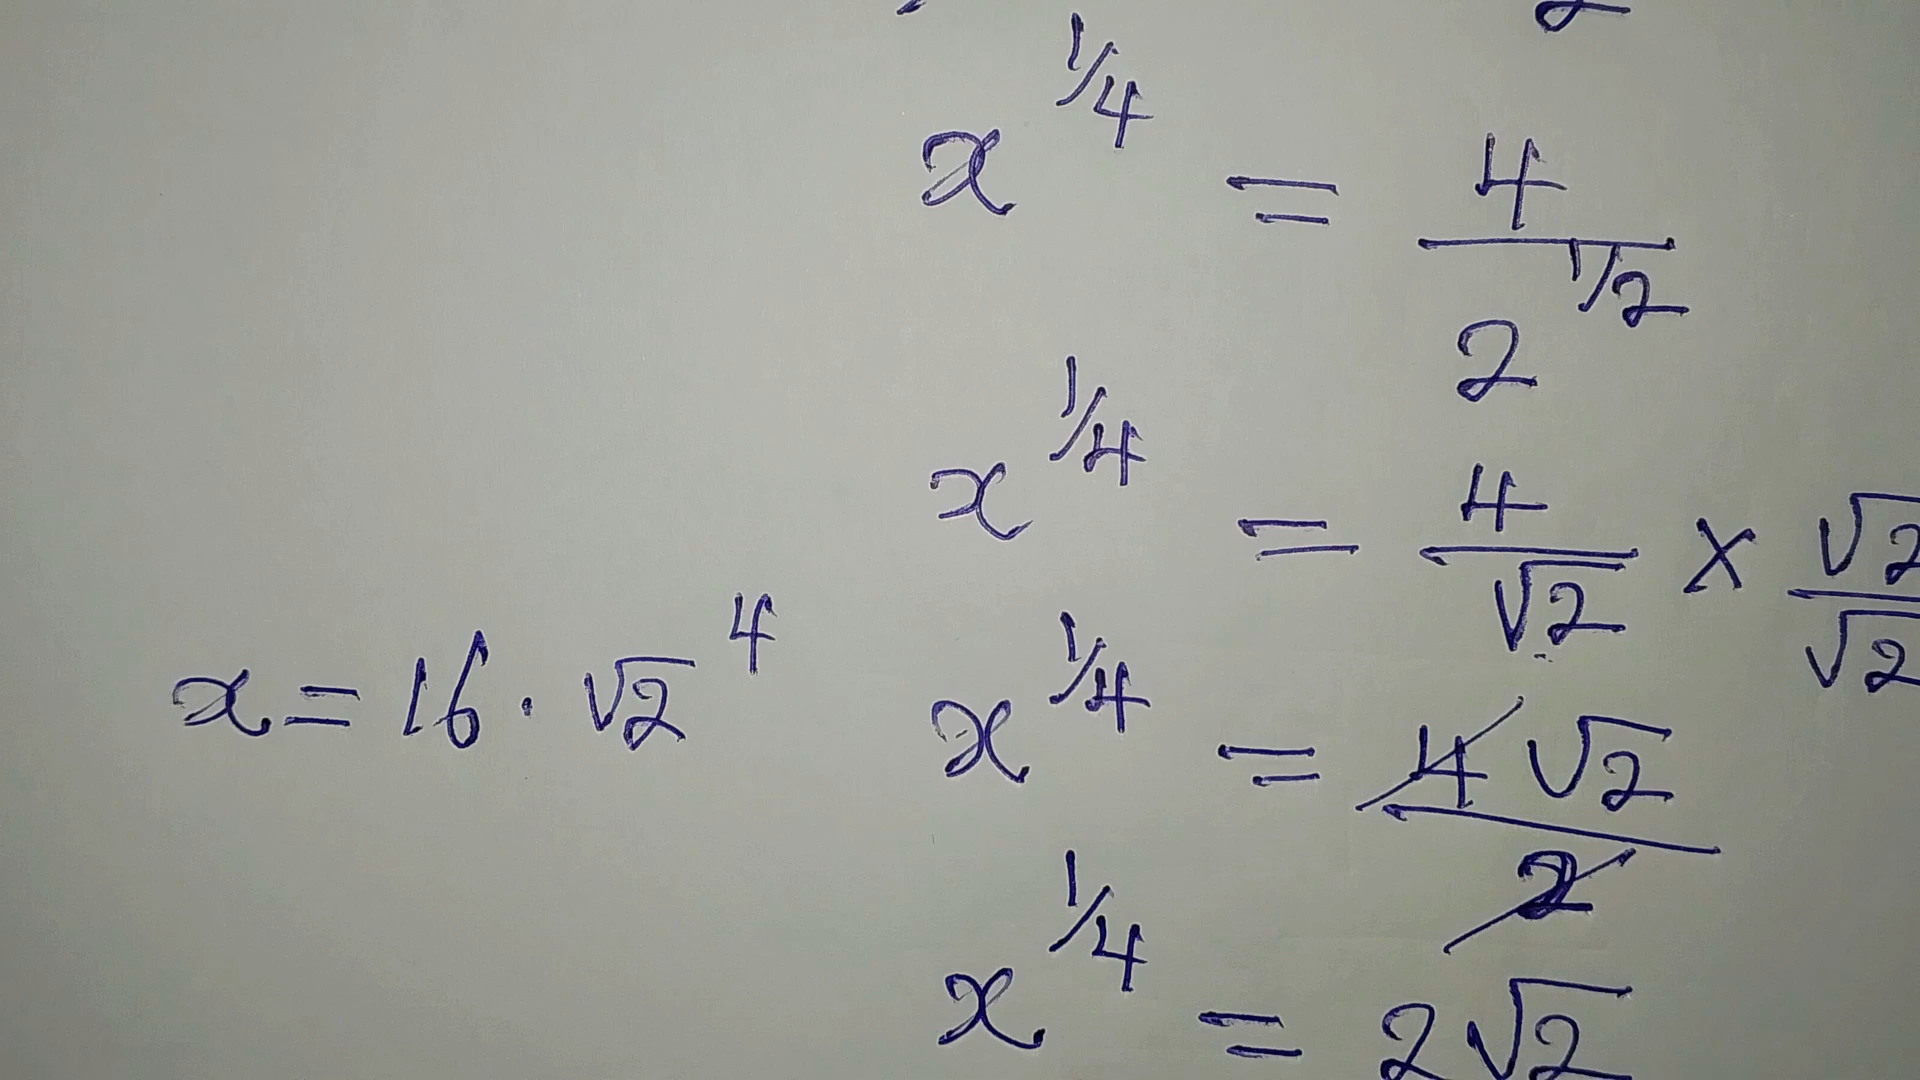 x^{1/4} = 4/2^{1/2}
x^{1/4} = 4/√2 × √2/√2
x^{1/4} = 4√2/2
x^{1/4} = 2√2
x = 16 · √2^4